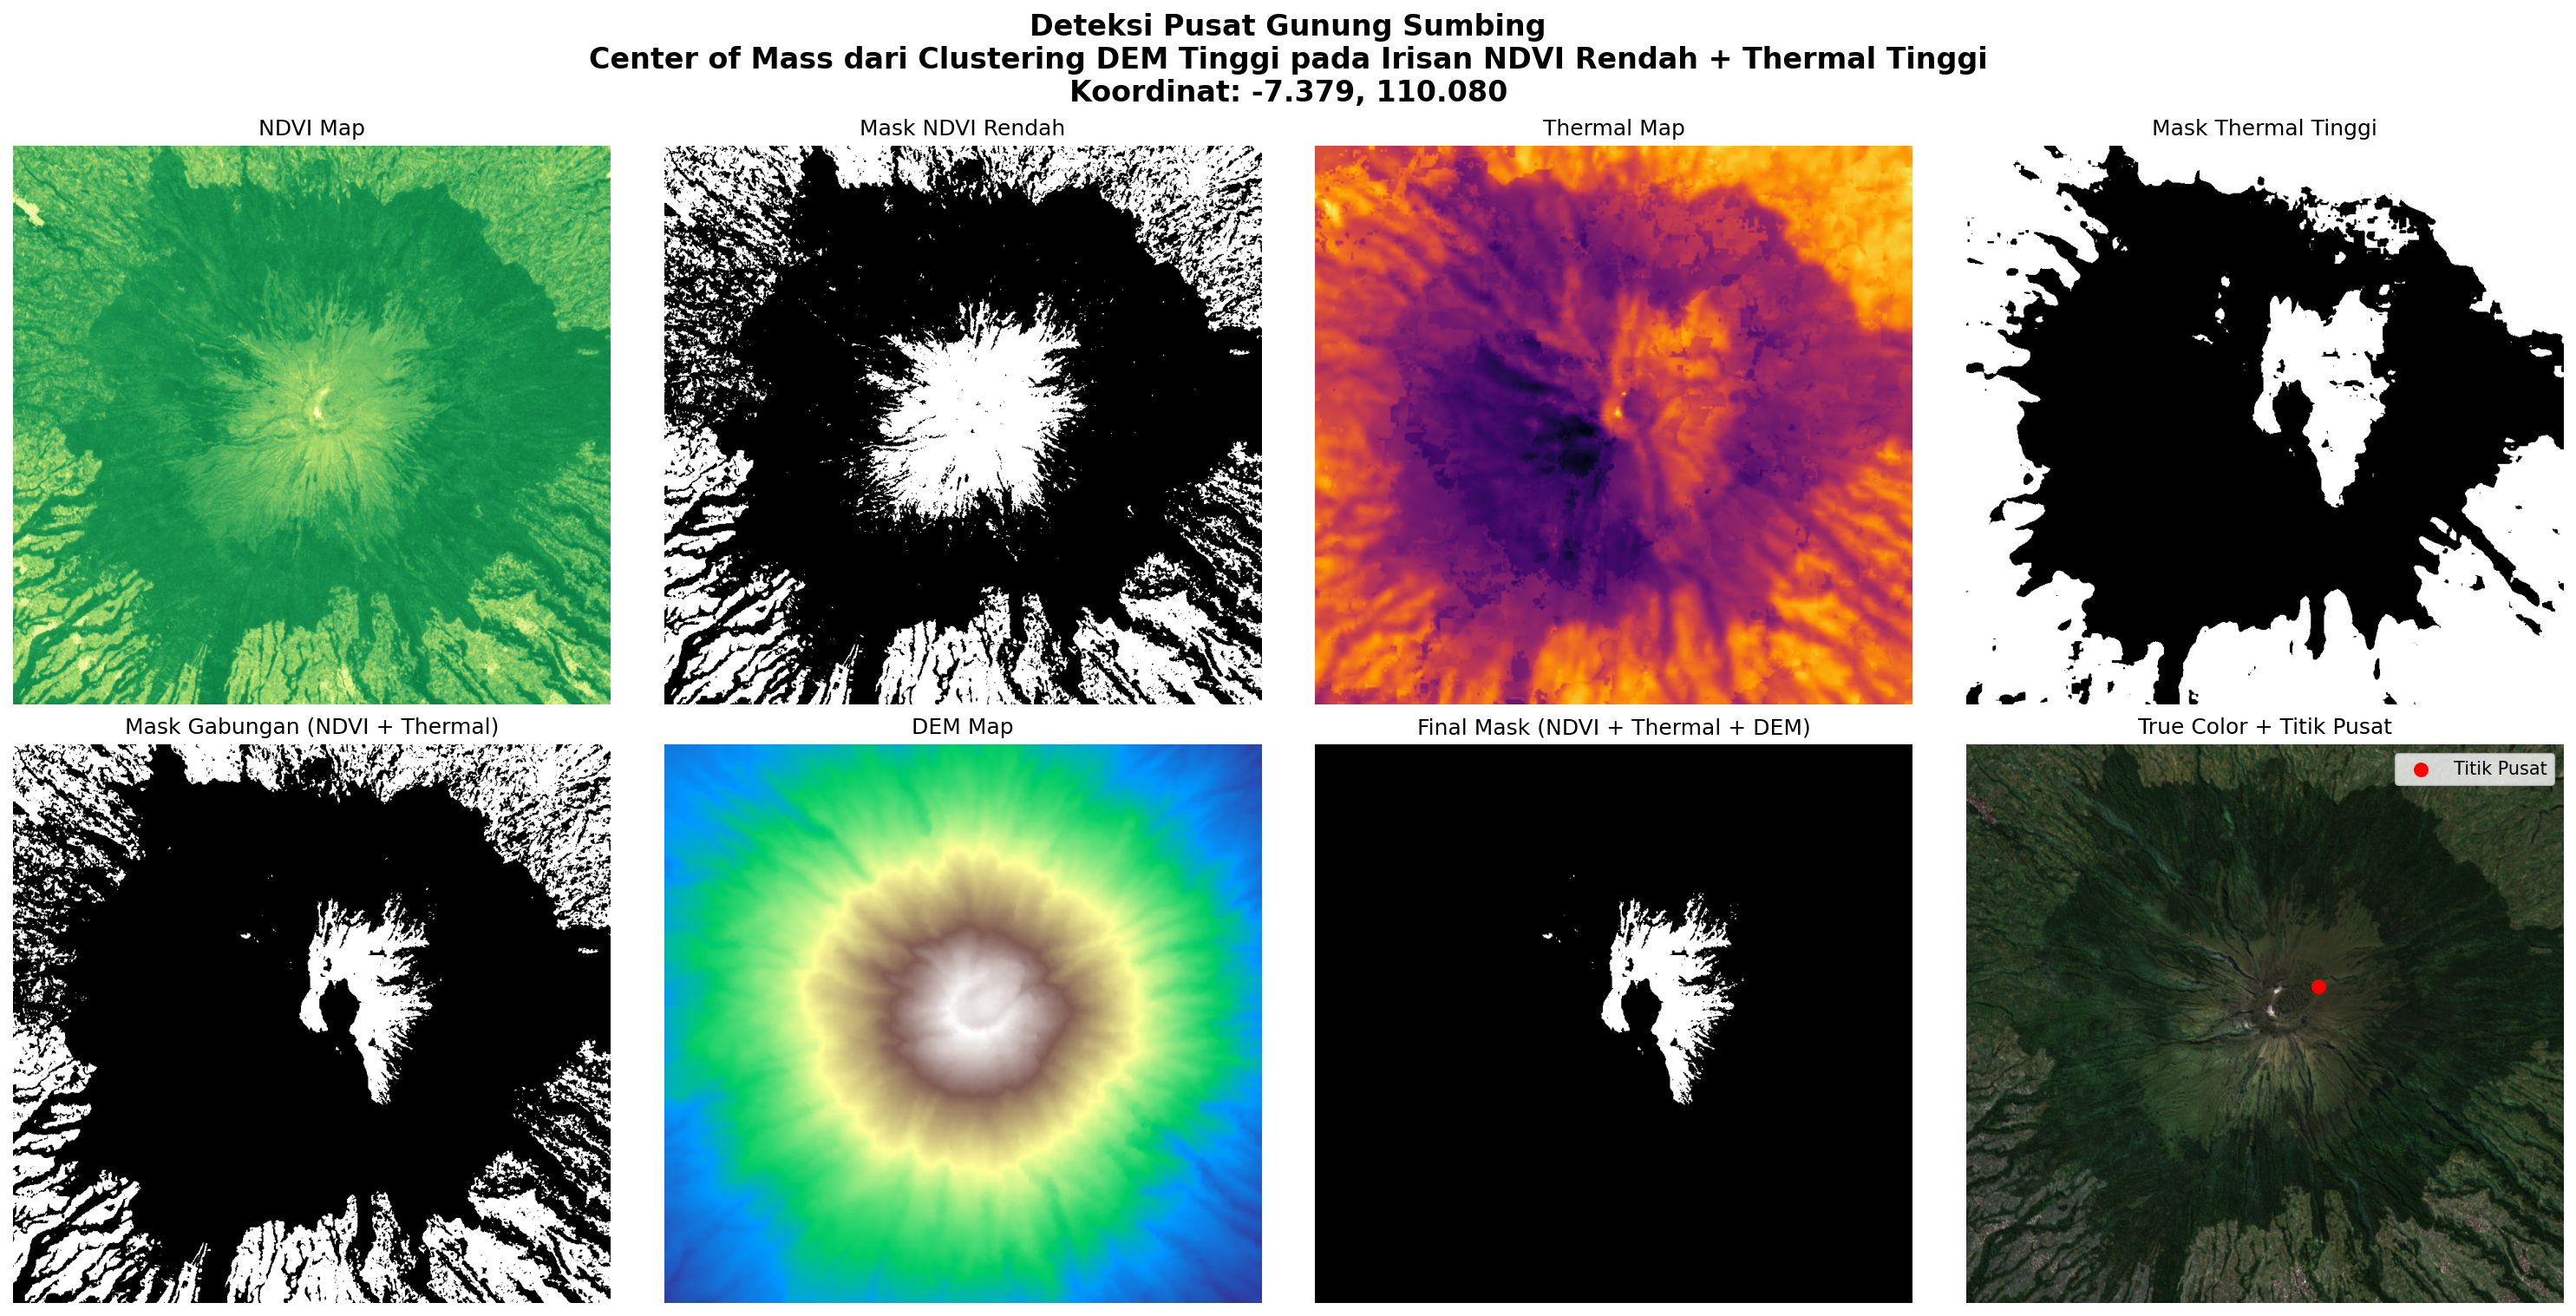 Deteksi Pusat Gunung Sumbing
Center of Mass dari Clustering DEM Tinggi pada Irisan NDVI Rendah + Thermal Tinggi
Koordinat: -7.379, 110.080
NDVI Map
Mask NDVI Rendah
Thermal Map
Mask Thermal Tinggi
Mask Gabungan (NDVI + Thermal)
DEM Map
Final Mask (NDVI + Thermal + DEM)
True Color + Titik Pusat
Titik Pusat